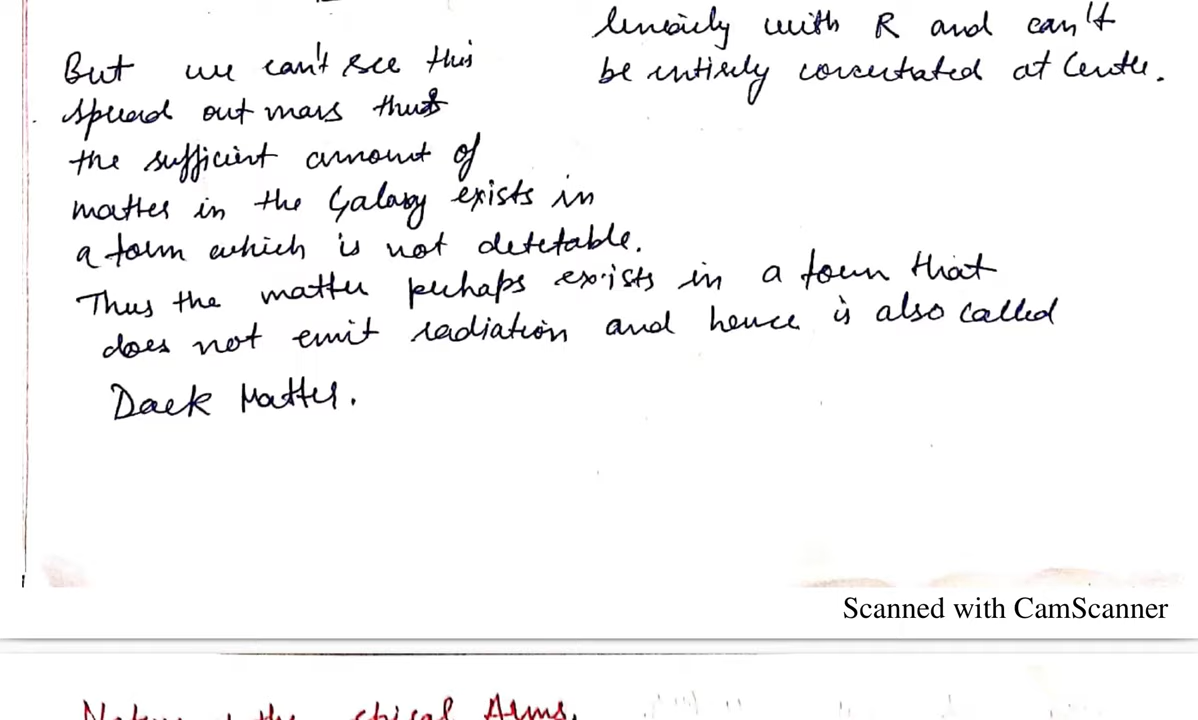 linearly with R and can't
be entirely concentrated at Centre.
But we can't see this
spread out mass thus
the sufficient amount of
matter in the Galaxy exists in
a form which is not detetable.
Thus the matter perhaps exists in a form that
does not emit radiation and hence is also called
Dark Matter.
Scanned with CamScanner
the Arms.